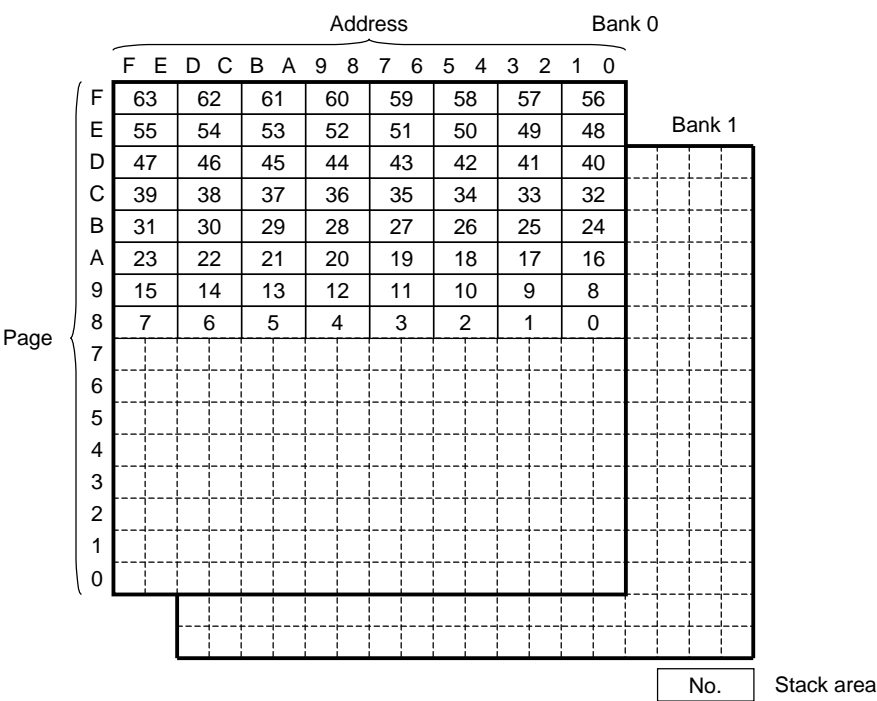 Address Bank 0
F E D C B A 9 8 7 6 5 4 3 2 1 0
F 63 62 61 60 59 58 57 56
E 55 54 53 52 51 50 49 48 Bank 1
D 47 46 45 44 43 42 41 40
C 39 38 37 36 35 34 33 32
B 31 30 29 28 27 26 25 24
A 23 22 21 20 19 18 17 16
9 15 14 13 12 11 10 9 8
8 7 6 5 4 3 2 1 0
Page
7
6
5
4
3
2
1
0
No. Stack area